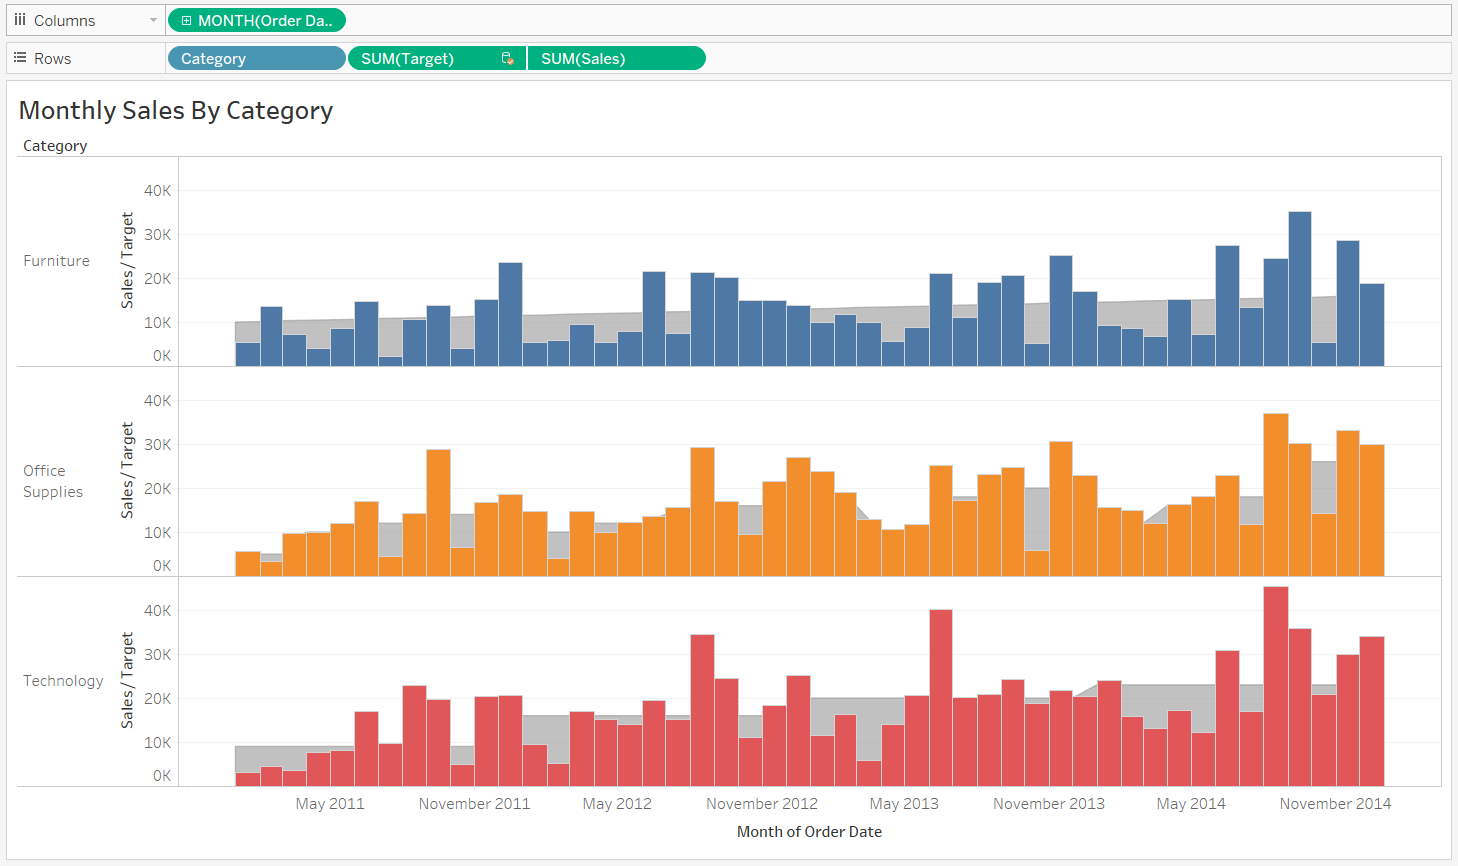 Columns
MONTH(Order Da..
Rows
Category
SUM(Target)
SUM(Sales)
Monthly Sales By Category
Category
Furniture
Sales / Target
40K
30K
20K
10K
0K
Office
Supplies
Sales / Target
40K
30K
20K
10K
0K
Technology
Sales / Target
40K
30K
20K
10K
0K
May 2011
November 2011
May 2012
November 2012
May 2013
November 2013
May 2014
November 2014
Month of Order Date